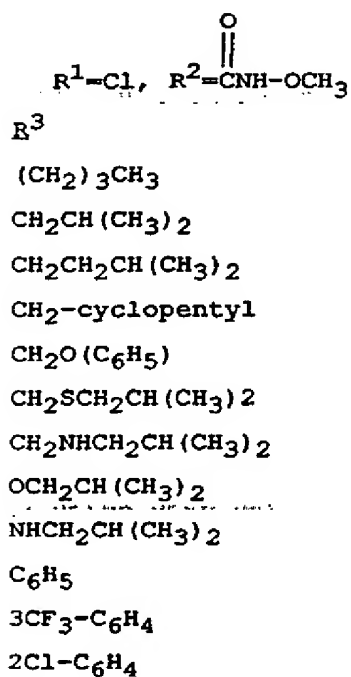 O
R¹=Cl, R²=CNH-OCH₃
R³
(CH₂)₃CH₃
CH₂CH(CH₃)₂
CH₂CH₂CH(CH₃)₂
CH₂-cyclopentyl
CH₂O(C₆H₅)
CH₂SCH₂CH(CH₃)2
CH₂NHCH₂CH(CH₃)₂
OCH₂CH(CH₃)₂
NHCH₂CH(CH₃)₂
C₆H₅
3CF₃-C₆H₄
2Cl-C₆H₄